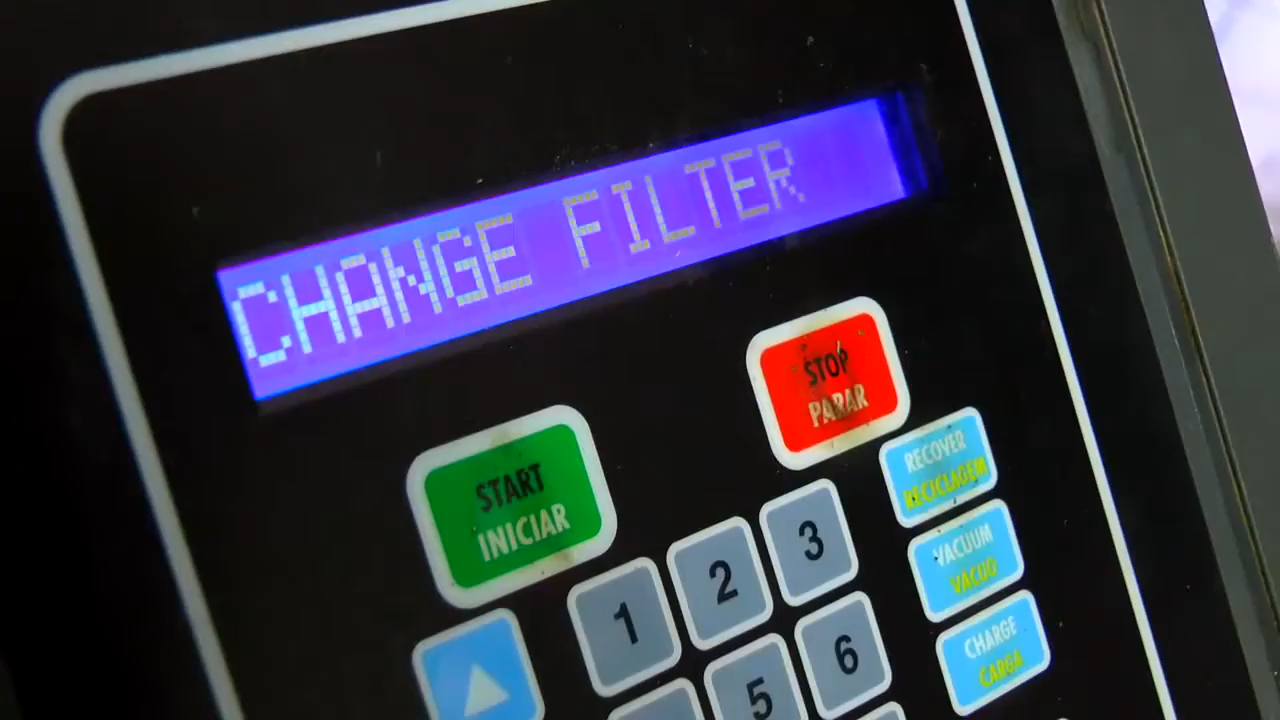 CHANGE FILTER
STOP
PARAR
START
INICIAR
RECOVER
RECICLAGEM
VACUUM
VACUO
CHARGE
CARGA
1
2
3
5
6